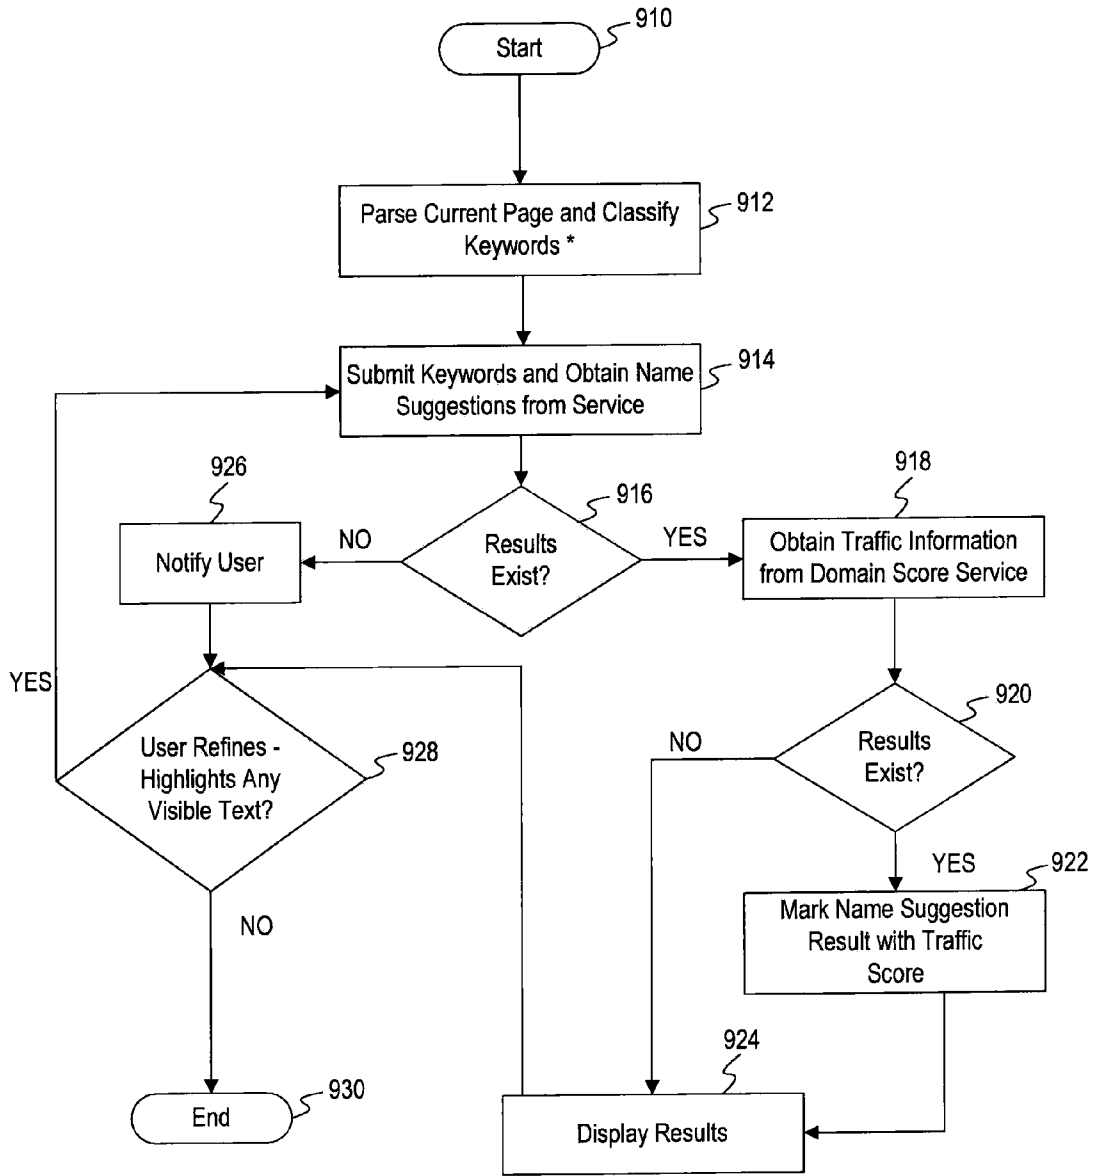 910
Start
912
Parse Current Page and Classify
Keywords *
914
Submit Keywords and Obtain Name
Suggestions from Service
926
916
918
NO
YES
Notify User
Results
Exist?
Obtain Traffic Information
from Domain Score Service
YES
920
NO
Results
Exist?
User Refines -
Highlights Any
Visible Text?
928
YES
922
NO
Mark Name Suggestion
Result with Traffic
Score
924
930
End
Display Results